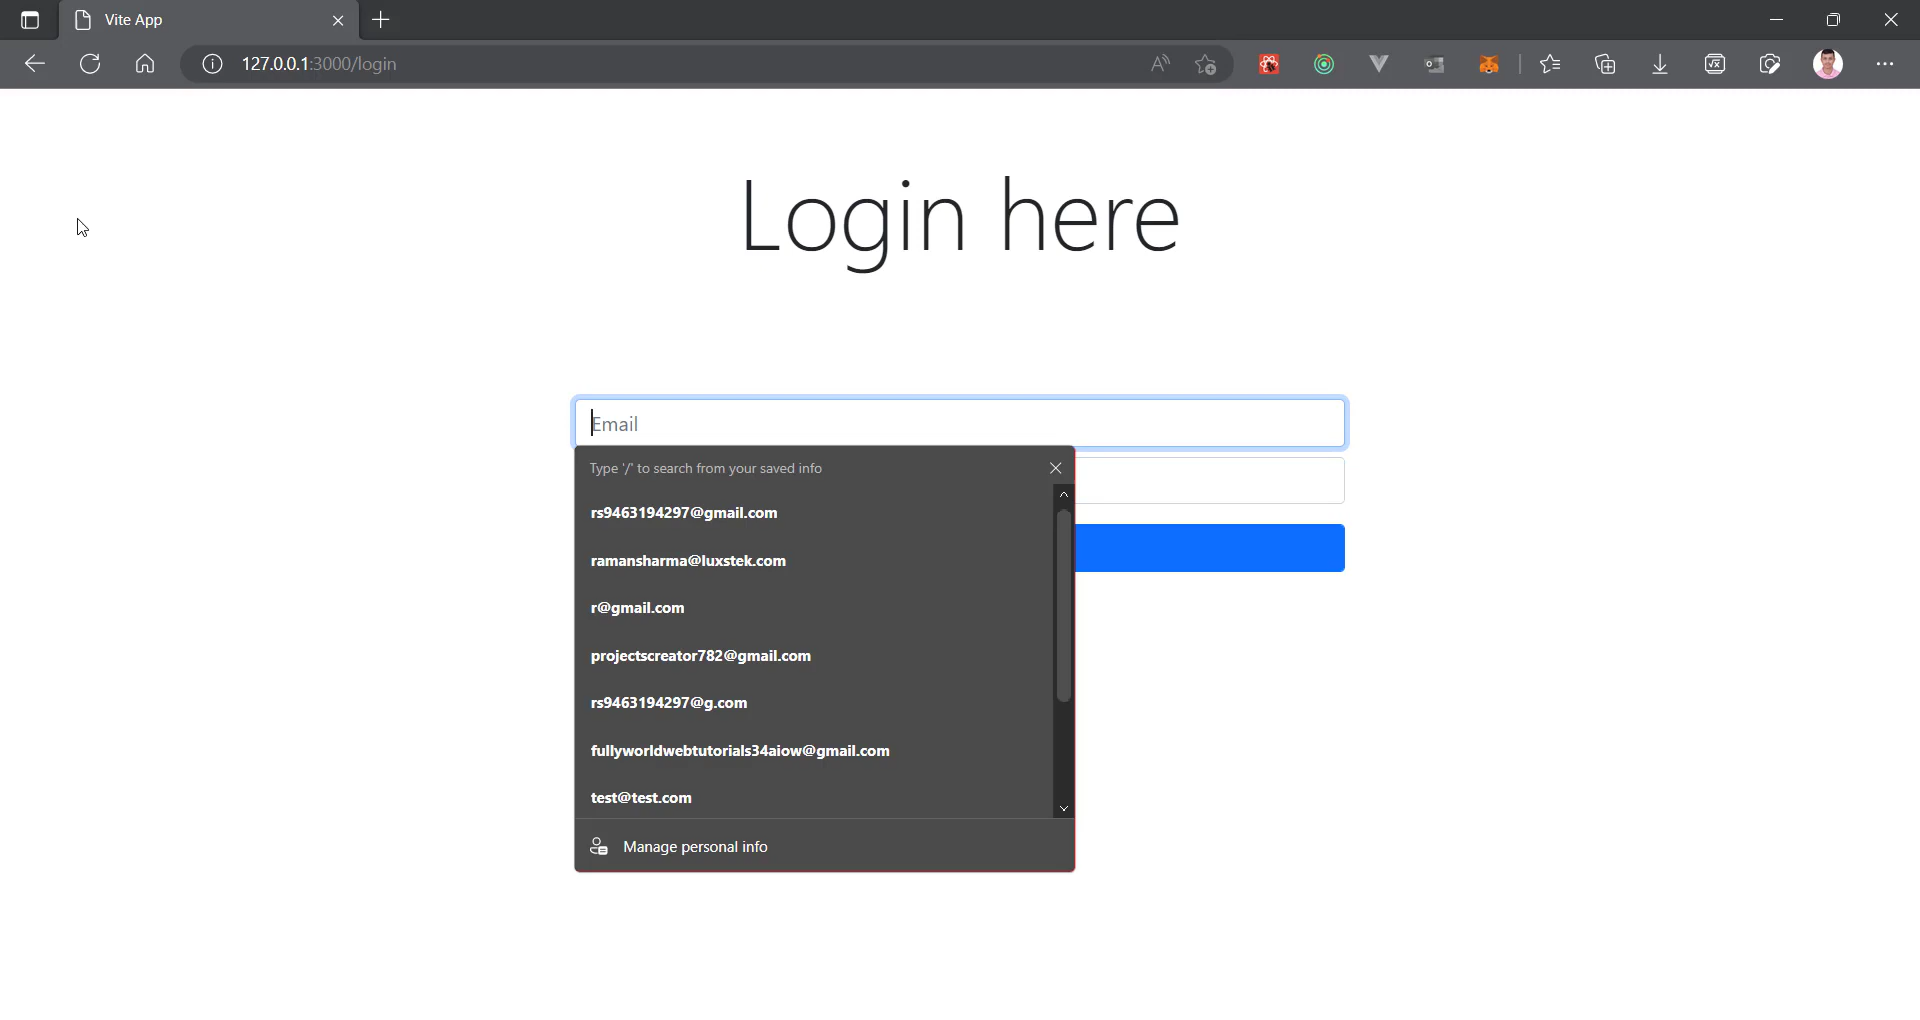 Vite App
127.0.0.1:3000/login
Login here
Email
Type '/' to search from your saved info
rs9463194297@gmail.com
ramansharma@luxstek.com
r@gmail.com
projectscreator782@gmail.com
rs9463194297@g.com
fullyworldwebtutorials34aiow@gmail.com
test@test.com
Manage personal info